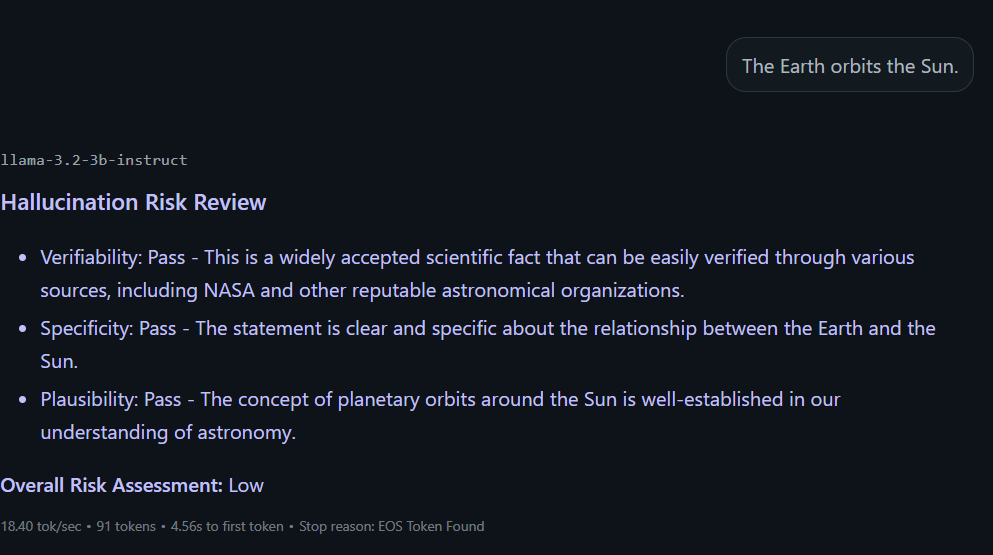 The Earth orbits the Sun.
llama-3.2-3b-instruct
Hallucination Risk Review
• Verifiability: Pass - This is a widely accepted scientific fact that can be easily verified through various
sources, including NASA and other reputable astronomical organizations.
• Specificity: Pass - The statement is clear and specific about the relationship between the Earth and the
Sun.
• Plausibility: Pass - The concept of planetary orbits around the Sun is well-established in our
understanding of astronomy.
Overall Risk Assessment: Low
18.40 tok/sec • 91 tokens • 4.56s to first token • Stop reason: EOS Token Found